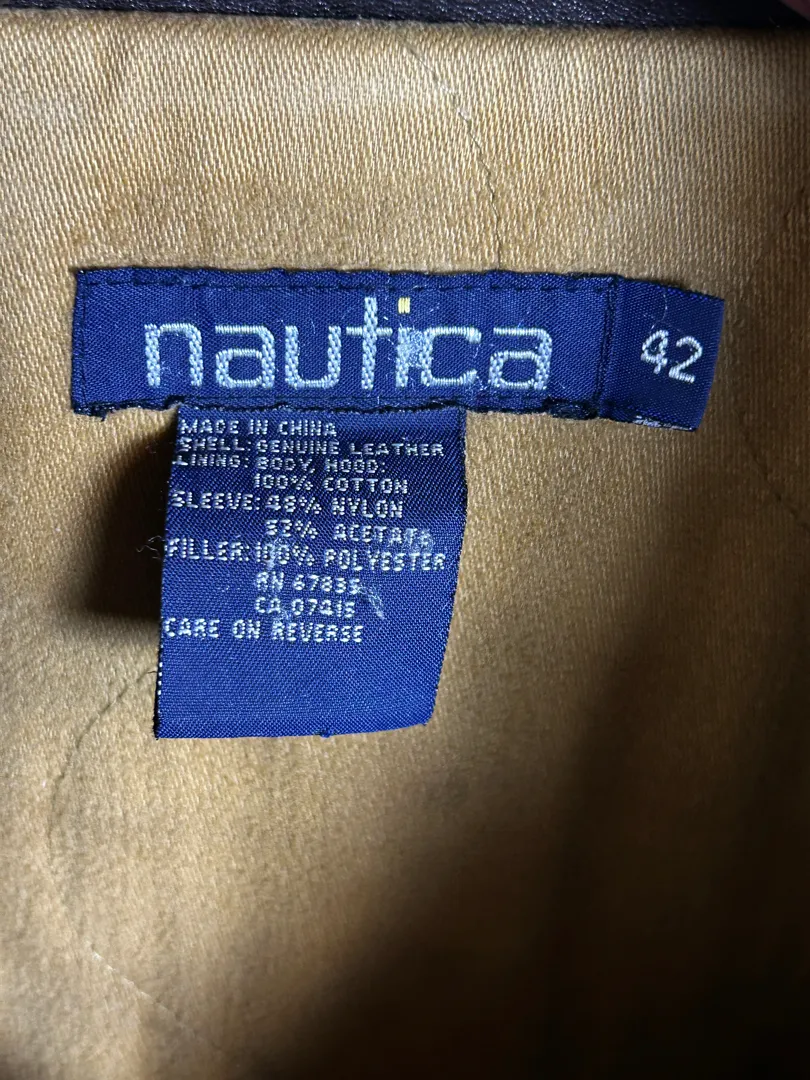 nautica
42
MADE IN CHINA
SHELL: GENUINE LEATHER
LINING: BODY, HOOD:
100% COTTON
SLEEVE: 48% NYLON
52% ACETATE
FILLER: 100% POLYESTER
RN 67835
CA 07415
CARE ON REVERSE